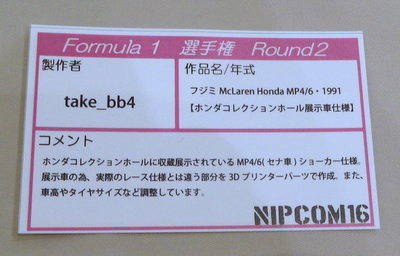 Formula 1 選手権 Round2
製作者
take_bb4
作品名/年式
フジミ McLaren Honda MP4/6・1991
【ホンダコレクションホール展示車仕様】
コメント
ホンダコレクションホールに収蔵展示されている MP4/6( セナ車 ) ショーカー仕様。
展示車の為、実際のレース仕様とは違う部分を 3D プリンターパーツで作成。また、
車高やタイヤサイズなど調整しています。
NIPCOM16